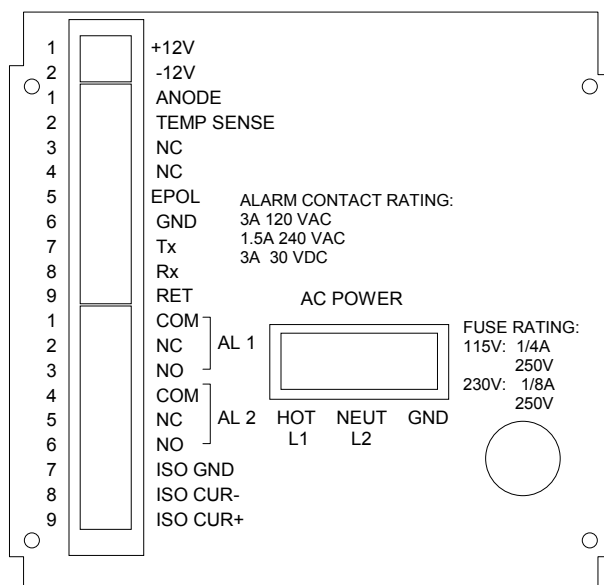 1 +12V
2 -12V
1 ANODE
2 TEMP SENSE
3 NC
4 NC
5 EPOL
6 GND
7 Tx
8 Rx
9 RET
1 COM
2 NC
3 NO
AL 1
4 COM
5 NC
6 NO
AL 2
7 ISO GND
8 ISO CUR-
9 ISO CUR+
ALARM CONTACT RATING:
3A 120 VAC
1.5A 240 VAC
3A 30 VDC
AC POWER
HOT NEUT GND
L1 L2
FUSE RATING:
115V: 1/4A
250V
230V: 1/8A
250V